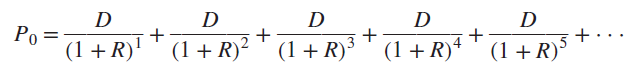 P₀ = D/(1 + R)¹ + D/(1 + R)² + D/(1 + R)³ + D/(1 + R)⁴ + D/(1 + R)⁵ + · · ·